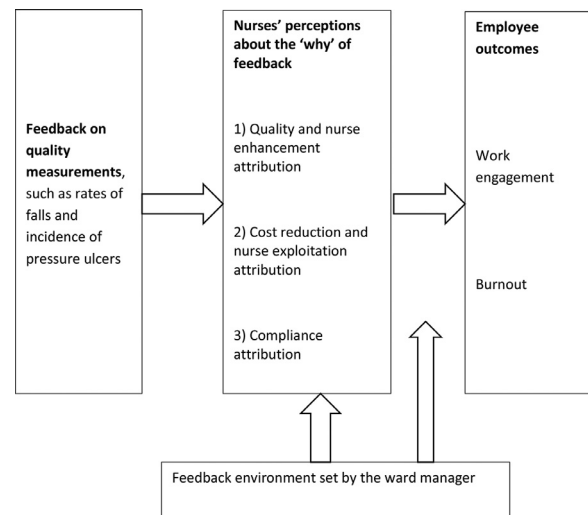 Feedback on
quality
measurements,
such as rates of
falls and
incidence of
pressure ulcers
Nurses' perceptions
about the 'why' of
feedback
1) Quality and nurse
enhancement
attribution
2) Cost reduction and
nurse exploitation
attribution
3) Compliance
attribution
Employee
outcomes
Work
engagement
Burnout
Feedback environment set by the ward manager